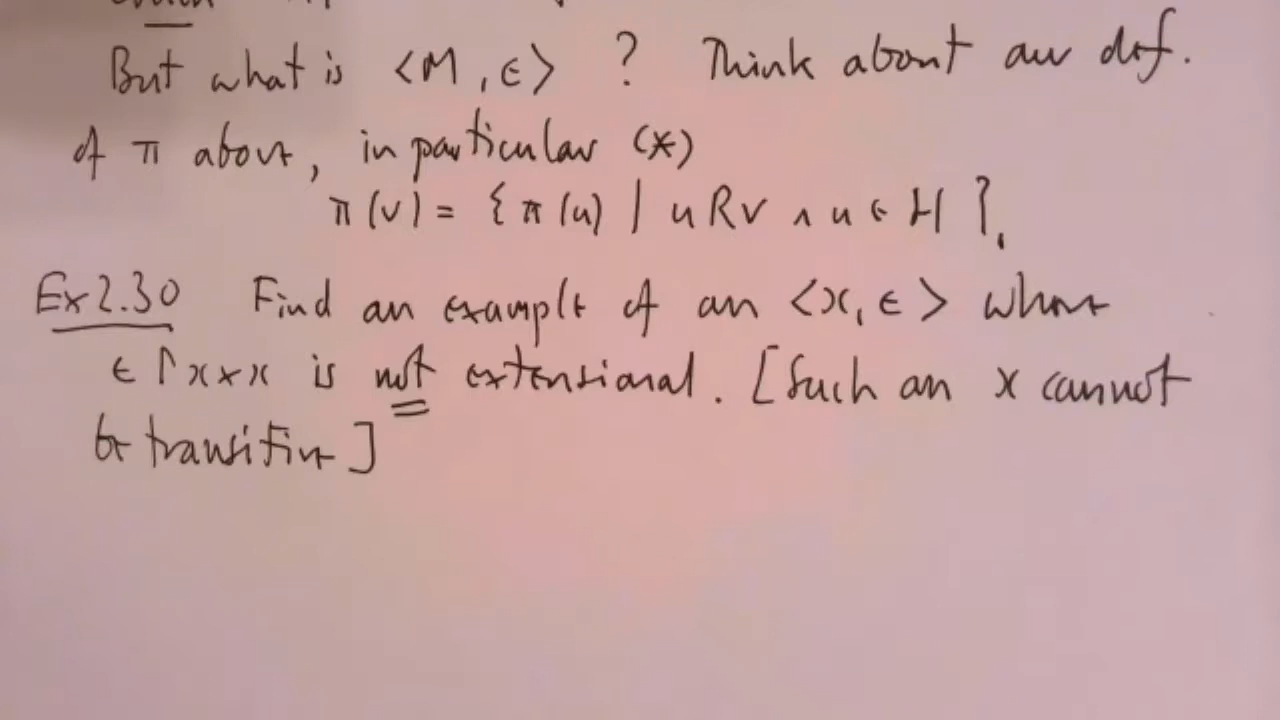 But what is ⟨M, ∈⟩ ? Think about our def.
of π above, in particular (*)
π(v) = { π(u) | u R v ∧ u ∈ H }.
Ex 2.30 Find an example of an ⟨x, ∈⟩ where
∈ ↾ x × x is not extensional. [Such an x cannot
be transitive]